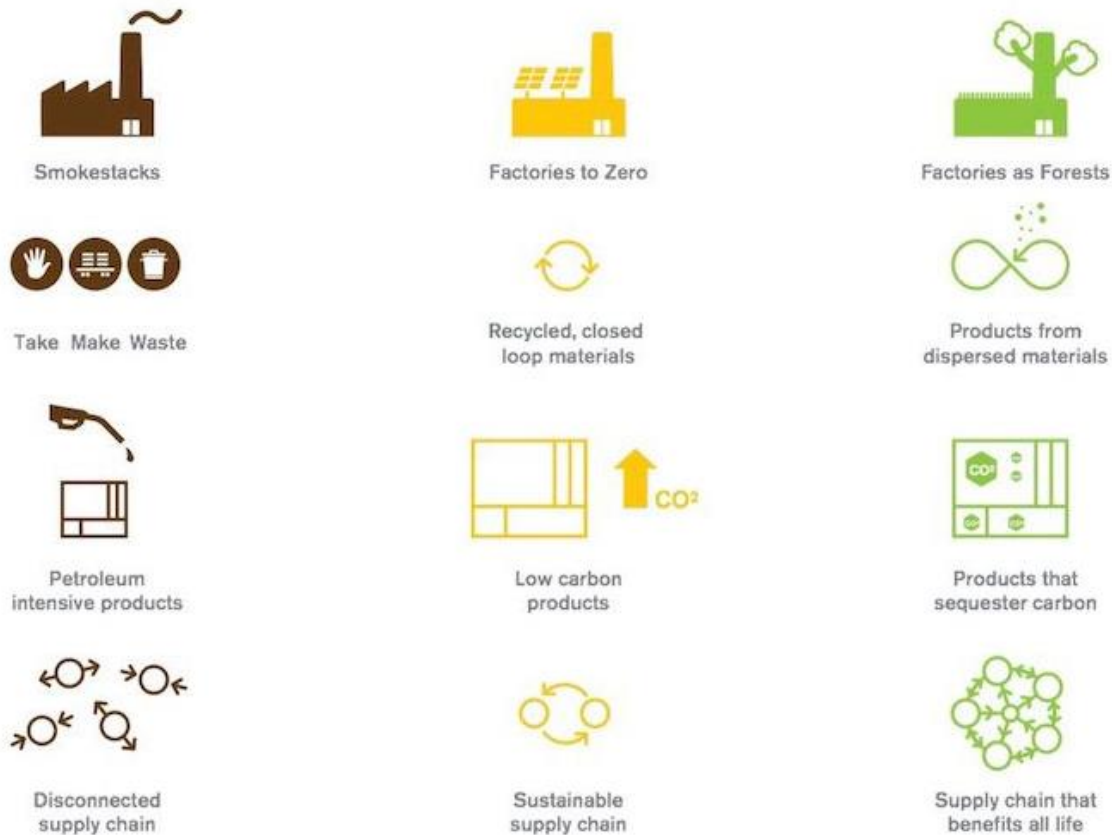 Smokestacks
Factories to Zero
Factories as Forests
Take Make Waste
Recycled, closed
loop materials
Products from
dispersed materials
CO²
CO²
Petroleum
intensive products
Low carbon
products
Products that
sequester carbon
Disconnected
supply chain
Sustainable
supply chain
Supply chain that
benefits all life